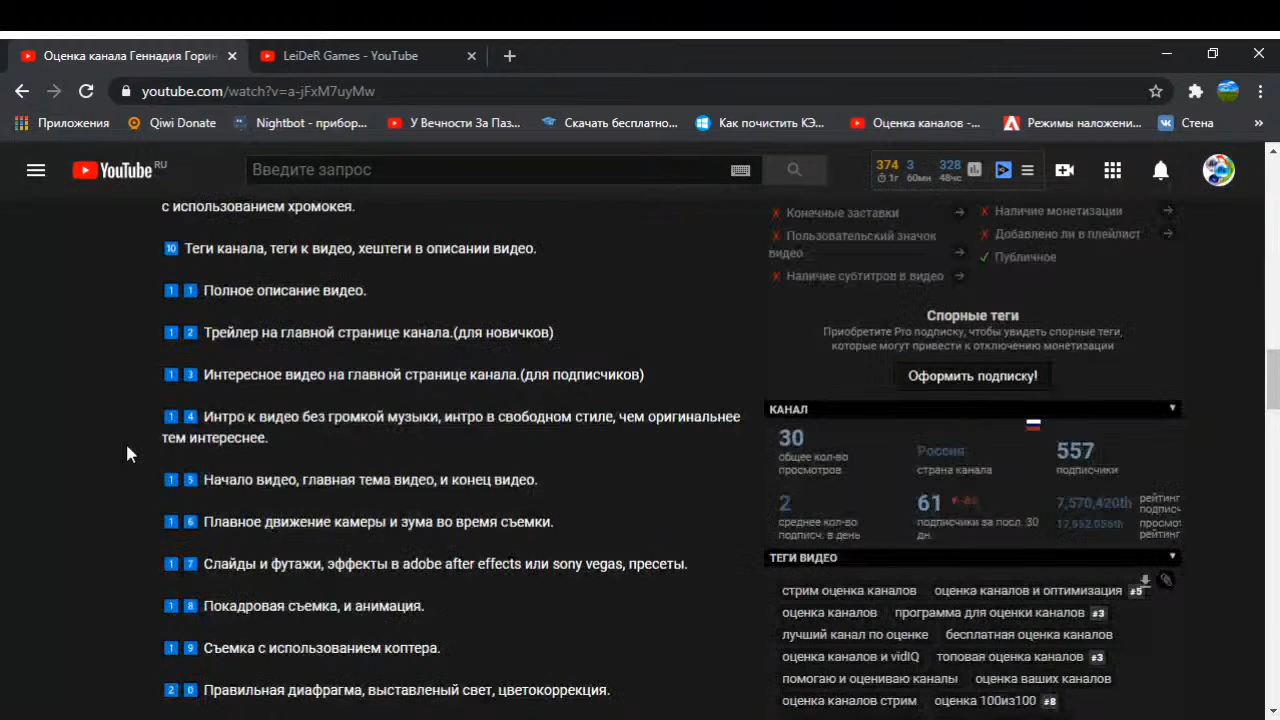 Оценка канала Геннадия Горин
LeiDeR Games - YouTube
youtube.com/watch?v=a-jFxM7uyMw
Приложения
Qiwi Donate
Nightbot - прибор...
У Вечности За Паз...
Скачать бесплатно...
Как почистить КЭ...
Оценка каналов -...
Режимы наложени...
Стена
»
YouTube RU
Введите запрос
374 3 328
1г 60мн 48чс
с использованием хромокея.
10 Теги канала, теги к видео, хештеги в описании видео.
1 1 Полное описание видео.
1 2 Трейлер на главной странице канала.(для новичков)
1 3 Интересное видео на главной странице канала.(для подписчиков)
1 4 Интро к видео без громкой музыки, интро в свободном стиле, чем оригинальнее
тем интереснее.
1 5 Начало видео, главная тема видео, и конец видео.
1 6 Плавное движение камеры и зума во время съемки.
1 7 Слайды и футажи, эффекты в adobe after effects или sony vegas, пресеты.
1 8 Покадровая съемка, и анимация.
1 9 Съемка с использованием коптера.
2 0 Правильная диафрагма, выставленый свет, цветокоррекция.
Конечные заставки
Наличие монетизации
Пользовательский значок
видео
Добавлено ли в плейлист
Публичное
Наличие субтитров в видео
Спорные теги
Приобретите Pro подписку, чтобы увидеть спорные теги,
которые могут привести к отключению монетизации
Оформить подписку!
КАНАЛ
30
общее кол-во
просмотров
Россия
страна канала
557
подписчики
2
среднее кол-во
подписч. в день
61
подписчики за посл. 30
дн.
7,570,420th
рейтинг
подписч
просмот
рейтинг
ТЕГИ ВИДЕО
стрим оценка каналов
оценка каналов и оптимизация #5
оценка каналов
программа для оценки каналов #3
лучший канал по оценке
бесплатная оценка каналов
оценка каналов и vidIQ
топовая оценка каналов #3
помогаю и оцениваю каналы
оценка ваших каналов
оценка каналов стрим
оценка 100из100 #8